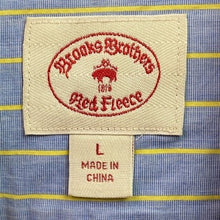 Brooks Brothers
1818
Red Fleece
L
MADE IN
CHINA